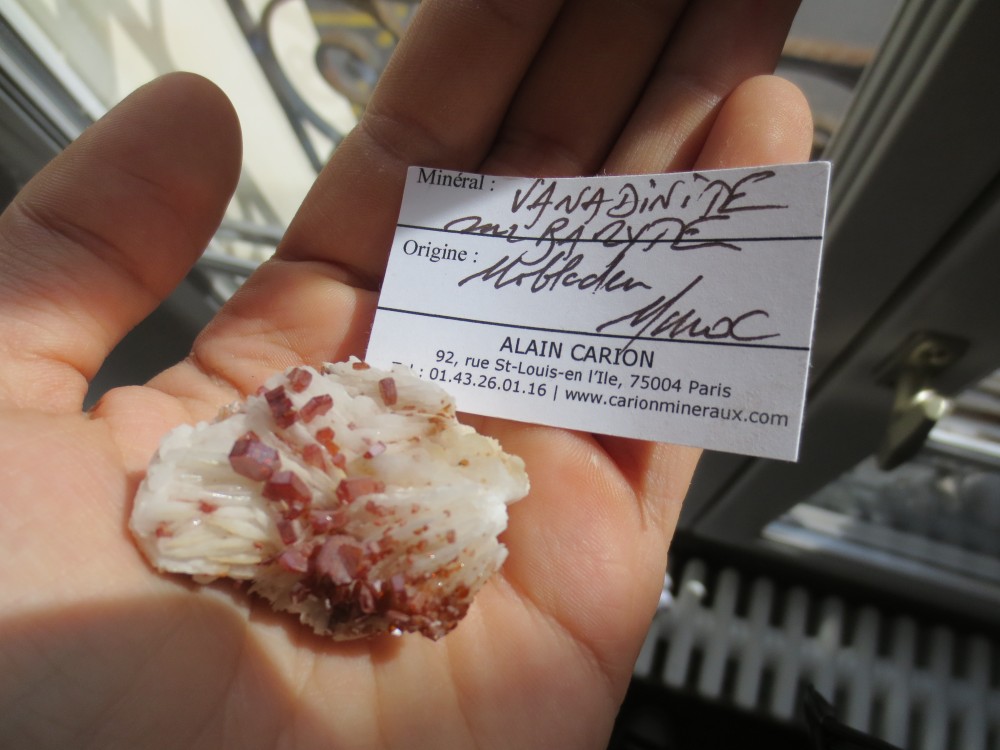 Minéral : VANADINITE
sur BARYTE
Origine : Mibladen
Maroc
ALAIN CARION
92, rue St-Louis-en l'Ile, 75004 Paris
: 01.43.26.01.16 | www.carionmineraux.com